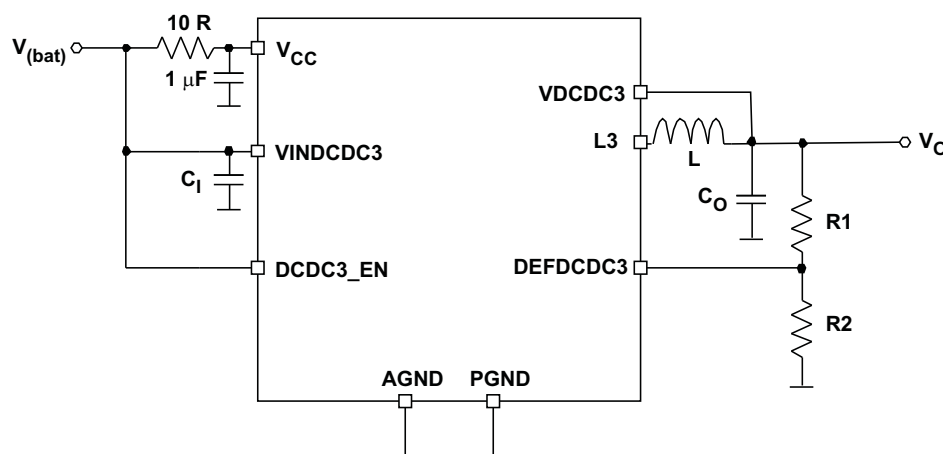 10 R
V(bat)
VCC
1 μF
VDCDC3
L3
VO
L
VINDCDC3
CI
CO
R1
DCDC3_EN
DEFDCDC3
R2
AGND PGND